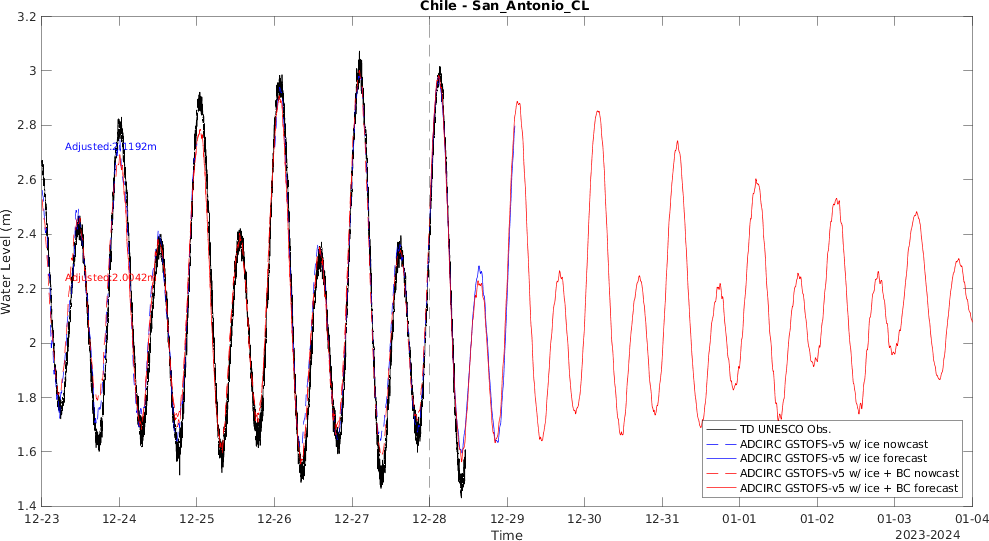 Chile - San_Antonio_CL
3.2
3
2.8
2.6
2.4
2.2
2
1.8
1.6
1.4
Water Level (m)
Adjusted:2.1192m
Adjusted:2.0042m
TD UNESCO Obs.
ADCIRC GSTOFS-v5 w/ ice nowcast
ADCIRC GSTOFS-v5 w/ ice forecast
ADCIRC GSTOFS-v5 w/ ice + BC nowcast
ADCIRC GSTOFS-v5 w/ ice + BC forecast
12-23 12-24 12-25 12-26 12-27 12-28 12-29 12-30 12-31 01-01 01-02 01-03 01-04
Time
2023-2024